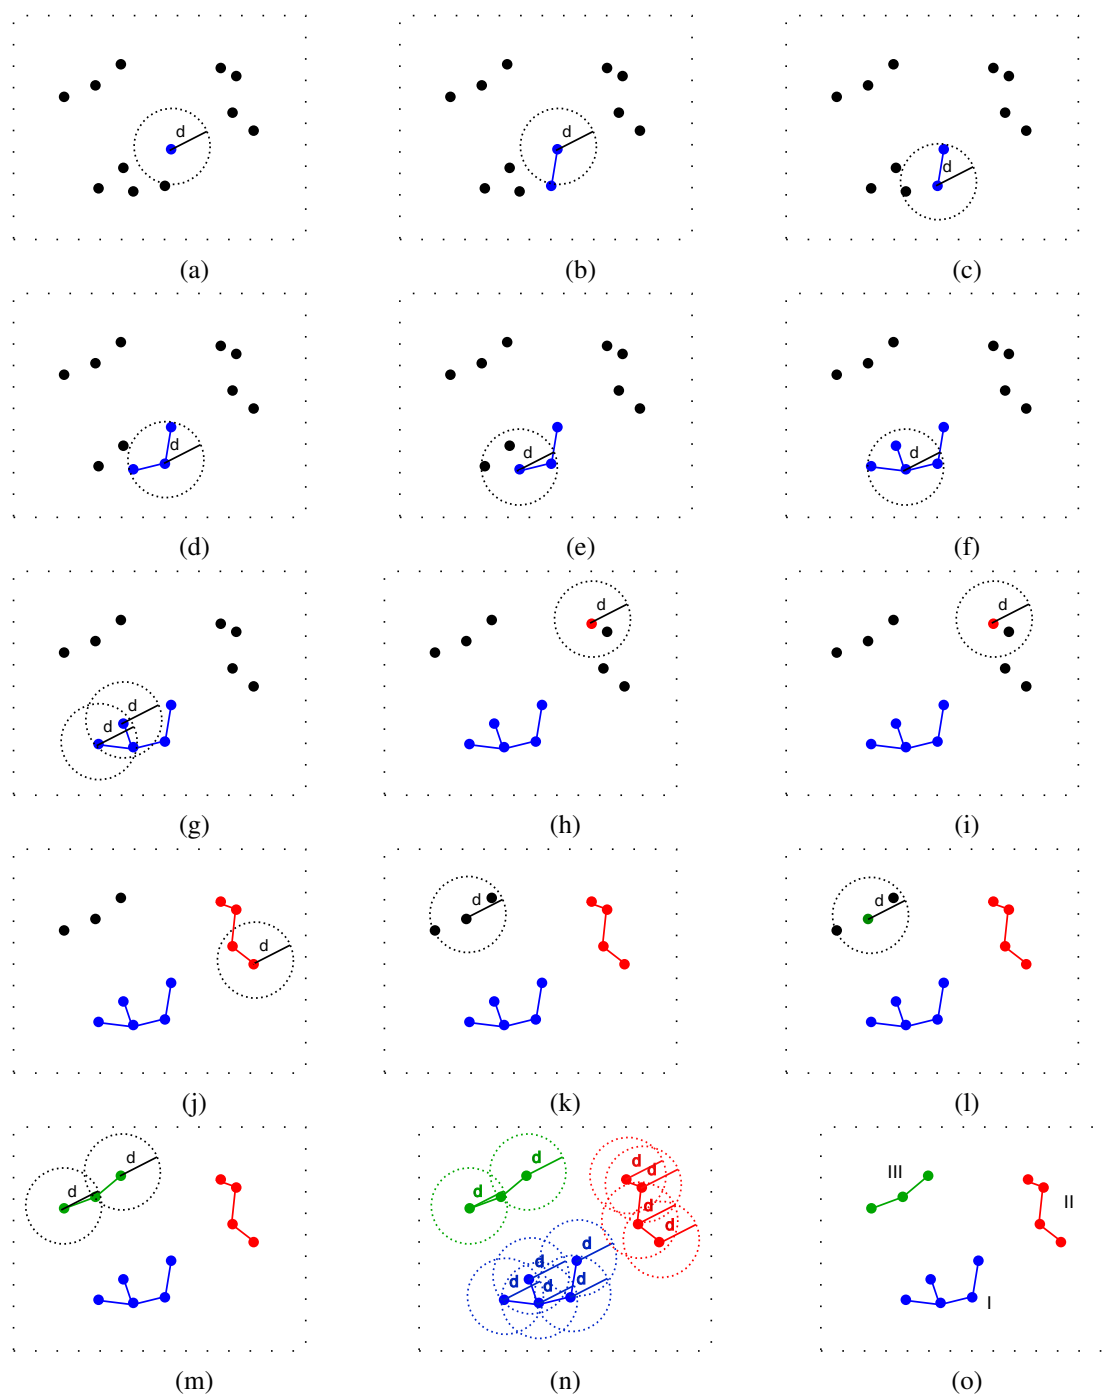 d d d
(a) (b) (c)
d d d
(d) (e) (f)
d d d d
(g) (h) (i)
d d d
(j) (k) (l)
d d d d d d d d d d d d d III II I
(m) (n) (o)